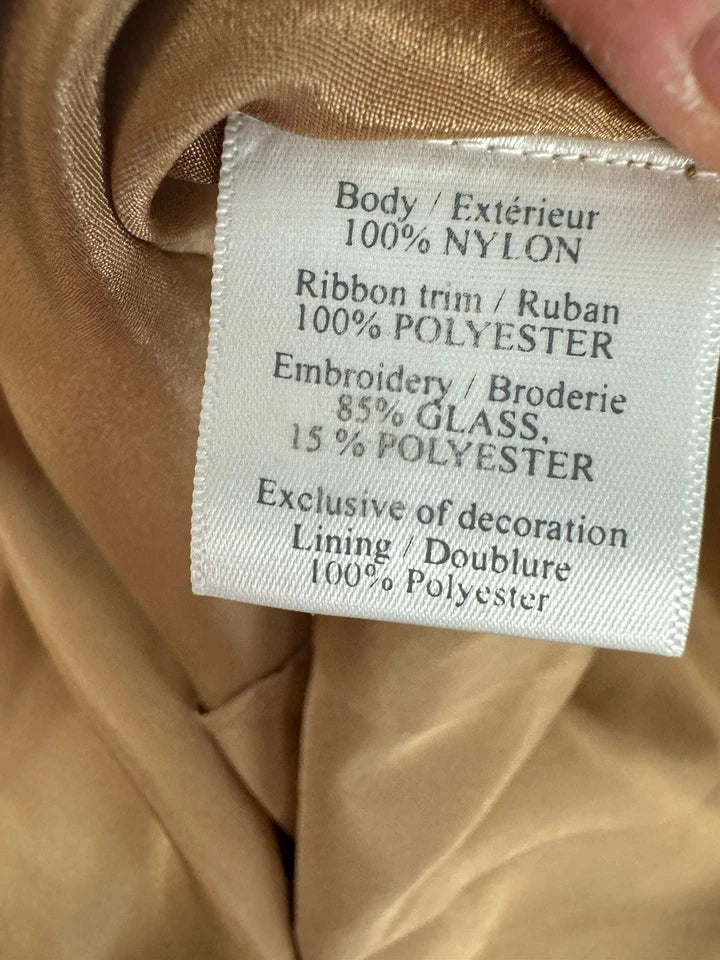 Body / Extérieur
100% NYLON
Ribbon trim / Ruban
100% POLYESTER
Embroidery / Broderie
85% GLASS,
15 % POLYESTER
Exclusive of decoration
Lining / Doublure
100% Polyester